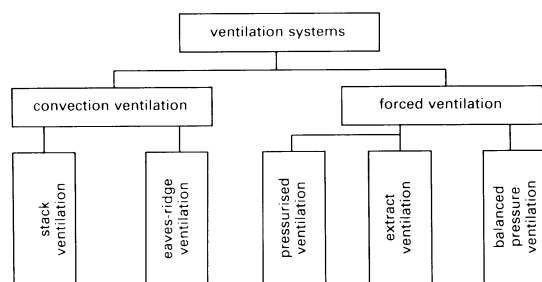 ventilation systems
convection ventilation
forced ventilation
stack
ventilation
eaves-ridge
ventilation
pressurised
ventilation
extract
ventilation
balanced
pressure
ventilation